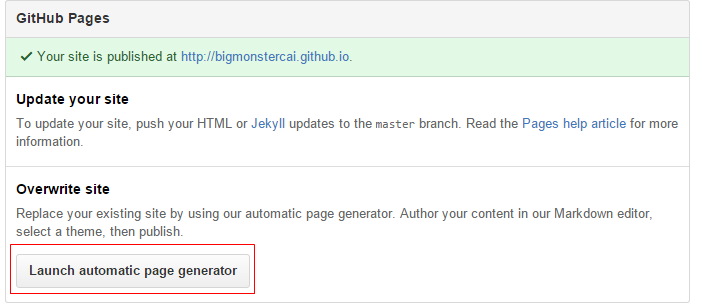 GitHub Pages
✓ Your site is published at http://bigmonstercai.github.io.
Update your site
To update your site, push your HTML or Jekyll updates to the master branch. Read the Pages help article for more
information.
Overwrite site
Replace your existing site by using our automatic page generator. Author your content in our Markdown editor,
select a theme, then publish.
Launch automatic page generator